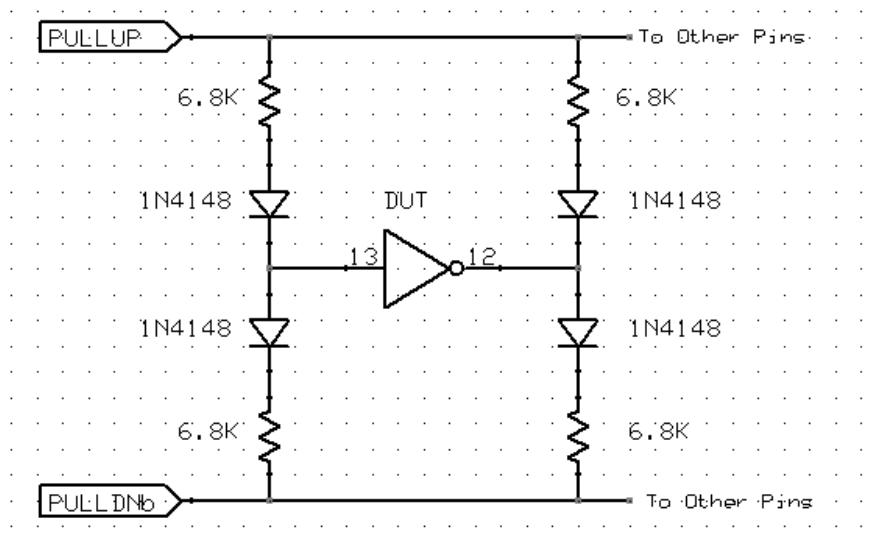 PULLUP
To Other Pins
6.8K
6.8K
1N4148
DUT
1N4148
13
12
1N4148
1N4148
6.8K
6.8K
PULLDNb
To Other Pins